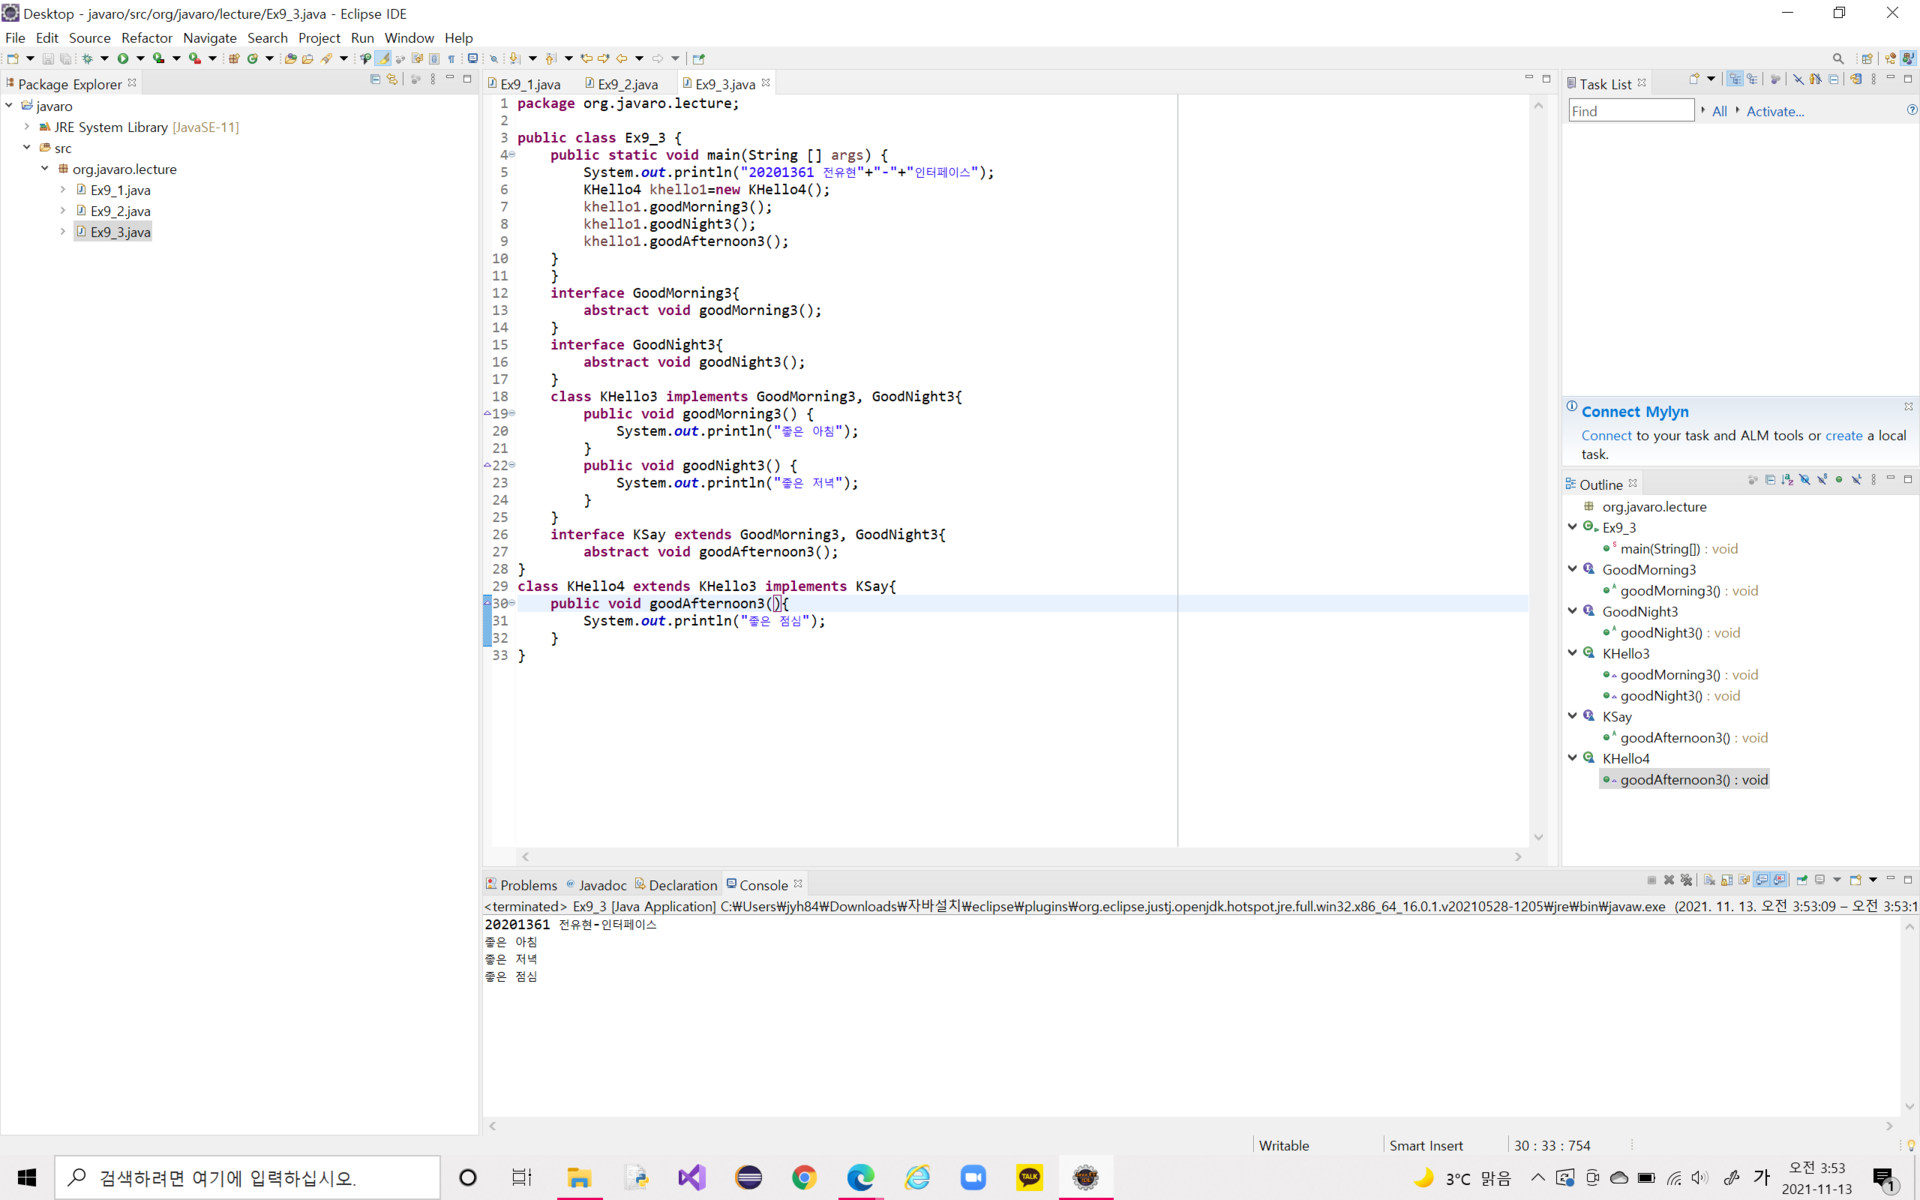 Desktop - javaro/src/org/javaro/lecture/Ex9_3.java - Eclipse IDE
File Edit Source Refactor Navigate Search Project Run Window Help
Package Explorer
javaro
JRE System Library [JavaSE-11]
src
org.javaro.lecture
Ex9_1.java
Ex9_2.java
Ex9_3.java
Ex9_1.java Ex9_2.java Ex9_3.java
1 package org.javaro.lecture;
2
3 public class Ex9_3 {
4 public static void main(String [] args) {
5 System.out.println("20201361 전유현"+"-"+"인터페이스");
6 KHello4 khello1=new KHello4();
7 khello1.goodMorning3();
8 khello1.goodNight3();
9 khello1.goodAfternoon3();
10 }
11 }
12 interface GoodMorning3{
13 abstract void goodMorning3();
14 }
15 interface GoodNight3{
16 abstract void goodNight3();
17 }
18 class KHello3 implements GoodMorning3, GoodNight3{
19 public void goodMorning3() {
20 System.out.println("좋은 아침");
21 }
22 public void goodNight3() {
23 System.out.println("좋은 저녁");
24 }
25 }
26 interface KSay extends GoodMorning3, GoodNight3{
27 abstract void goodAfternoon3();
28 }
29 class KHello4 extends KHello3 implements KSay{
30 public void goodAfternoon3(){
31 System.out.println("좋은 점심");
32 }
33 }
Task List
Find All Activate...
Connect Mylyn
Connect to your task and ALM tools or create a local
task.
Outline
org.javaro.lecture
Ex9_3
main(String[]) : void
GoodMorning3
goodMorning3() : void
GoodNight3
goodNight3() : void
KHello3
goodMorning3() : void
goodNight3() : void
KSay
goodAfternoon3() : void
KHello4
goodAfternoon3() : void
Problems Javadoc Declaration Console
<terminated> Ex9_3 [Java Application] C:₩Users₩jyh84₩Downloads₩자바설치₩eclipse₩plugins₩org.eclipse.justj.openjdk.hotspot.jre.full.win32.x86_64_16.0.1.v20210528-1205₩jre₩bin₩javaw.exe (2021. 11. 13. 오전 3:53:09 – 오전 3:53:1
20201361 전유현-인터페이스
좋은 아침
좋은 저녁
좋은 점심
Writable Smart Insert 30 : 33 : 754
검색하려면 여기에 입력하십시오.
TALK
3°C 맑음
가
오전 3:53
2021-11-13
1